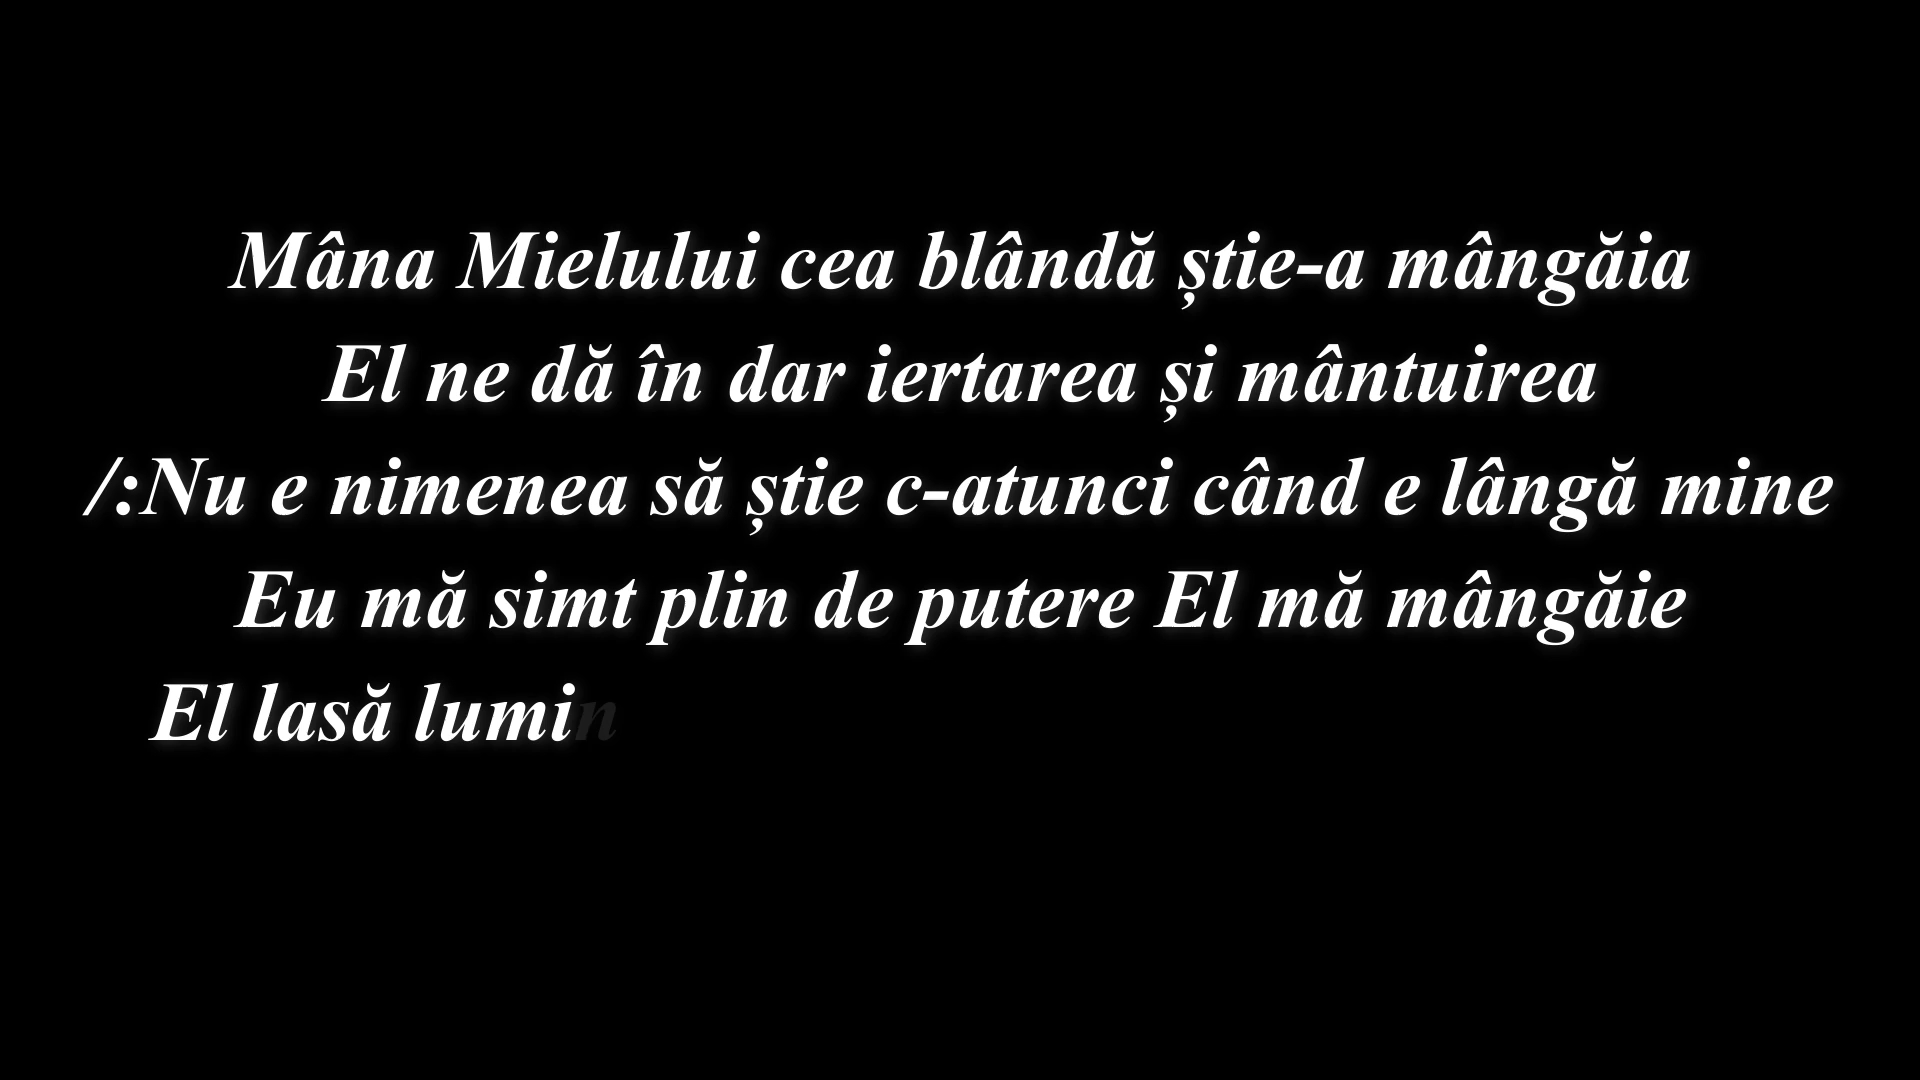 Mâna Mielului cea blândă știe-a mângăia
El ne dă în dar iertarea și mântuirea
/:Nu e nimenea să știe c-atunci când e lângă mine
Eu mă simt plin de putere El mă mângăie
El lasă lumin